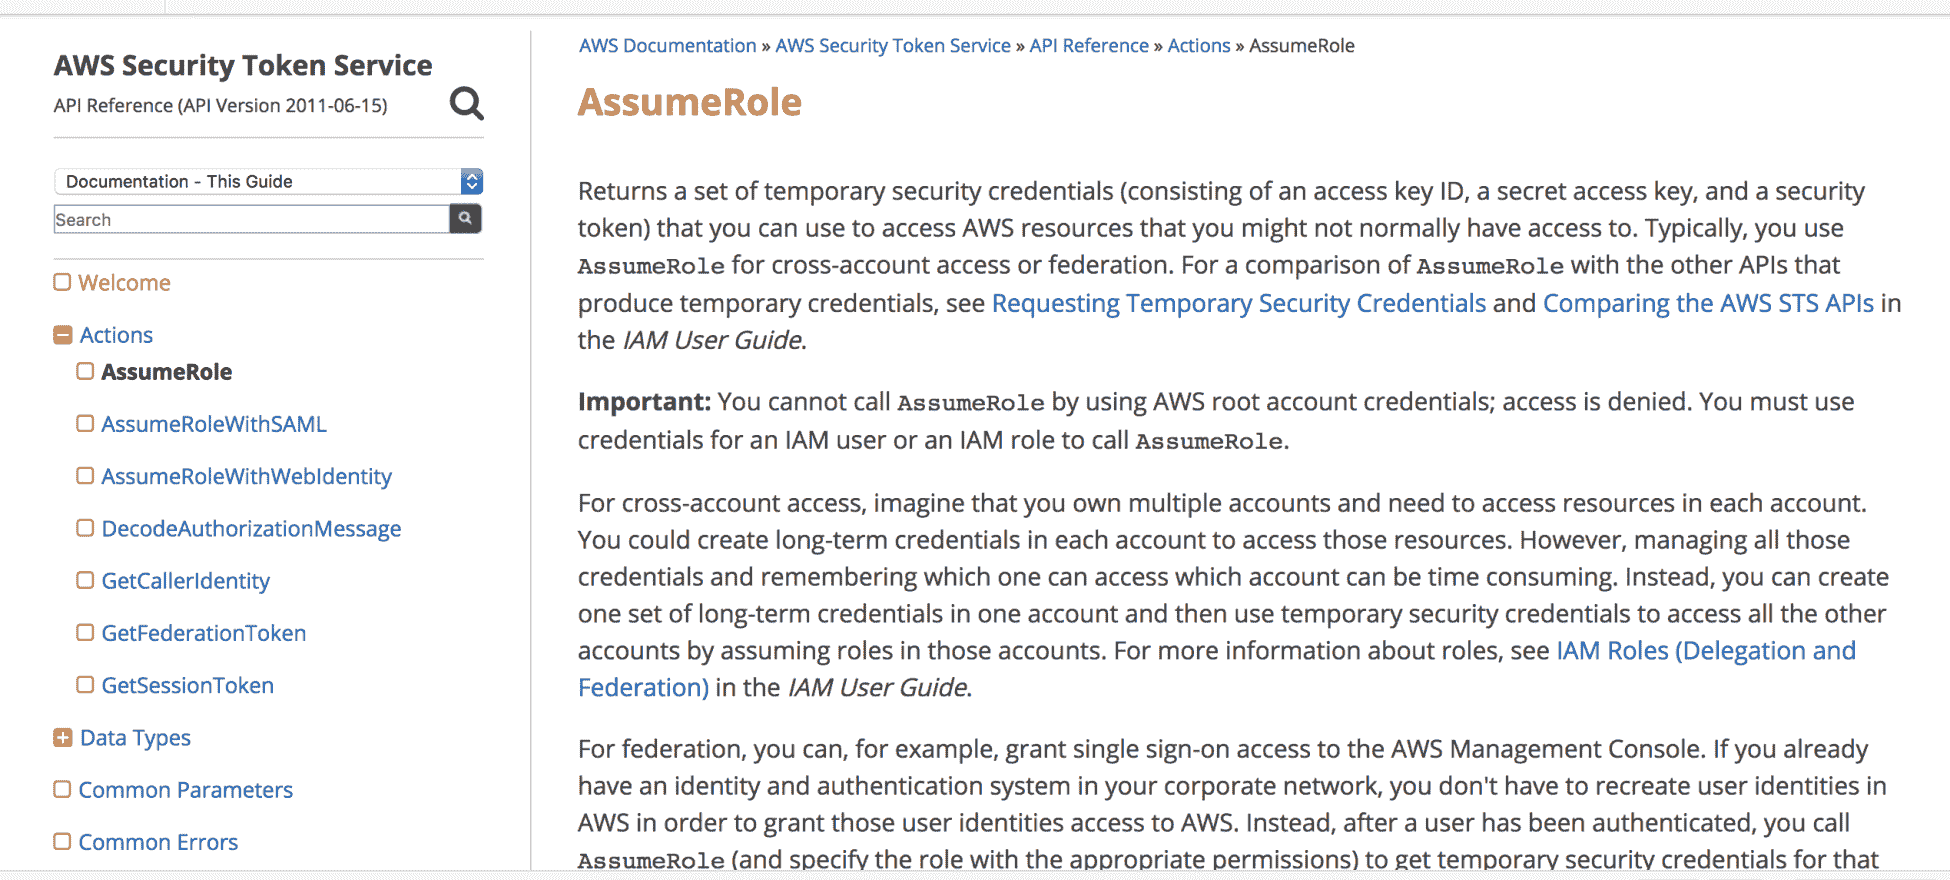 AWS Security Token Service
API Reference (API Version 2011-06-15)
Documentation - This Guide
Search
Welcome
Actions
AssumeRole
AssumeRoleWithSAML
AssumeRoleWithWebIdentity
DecodeAuthorizationMessage
GetCallerIdentity
GetFederationToken
GetSessionToken
Data Types
Common Parameters
Common Errors
AWS Documentation » AWS Security Token Service » API Reference » Actions » AssumeRole
AssumeRole
Returns a set of temporary security credentials (consisting of an access key ID, a secret access key, and a security
token) that you can use to access AWS resources that you might not normally have access to. Typically, you use
AssumeRole for cross-account access or federation. For a comparison of AssumeRole with the other APIs that
produce temporary credentials, see Requesting Temporary Security Credentials and Comparing the AWS STS APIs in
the IAM User Guide.
Important: You cannot call AssumeRole by using AWS root account credentials; access is denied. You must use
credentials for an IAM user or an IAM role to call AssumeRole.
For cross-account access, imagine that you own multiple accounts and need to access resources in each account.
You could create long-term credentials in each account to access those resources. However, managing all those
credentials and remembering which one can access which account can be time consuming. Instead, you can create
one set of long-term credentials in one account and then use temporary security credentials to access all the other
accounts by assuming roles in those accounts. For more information about roles, see IAM Roles (Delegation and
Federation) in the IAM User Guide.
For federation, you can, for example, grant single sign-on access to the AWS Management Console. If you already
have an identity and authentication system in your corporate network, you don't have to recreate user identities in
AWS in order to grant those user identities access to AWS. Instead, after a user has been authenticated, you call
AssumeRole (and specify the role with the appropriate permissions) to get temporary security credentials for that